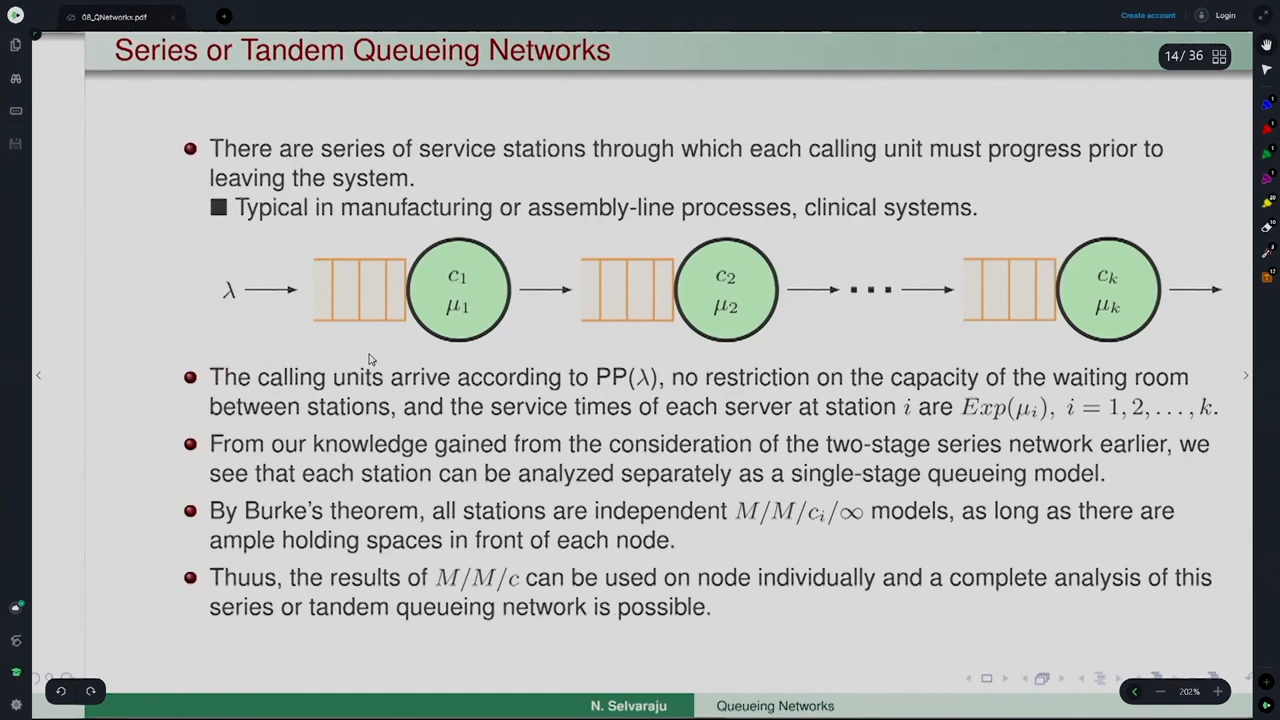 08_QNetworks.pdf
Create account
Login
Series or Tandem Queueing Networks
14 / 36
There are series of service stations through which each calling unit must progress prior to
leaving the system.
Typical in manufacturing or assembly-line processes, clinical systems.
λ
c₁
μ₁
c₂
μ₂
...
cₖ
μₖ
The calling units arrive according to PP(λ), no restriction on the capacity of the waiting room
between stations, and the service times of each server at station i are Exp(μᵢ), i = 1, 2, . . . , k.
From our knowledge gained from the consideration of the two-stage series network earlier, we
see that each station can be analyzed separately as a single-stage queueing model.
By Burke's theorem, all stations are independent M/M/cᵢ/∞ models, as long as there are
ample holding spaces in front of each node.
Thuus, the results of M/M/c can be used on node individually and a complete analysis of this
series or tandem queueing network is possible.
202%
N. Selvaraju
Queueing Networks